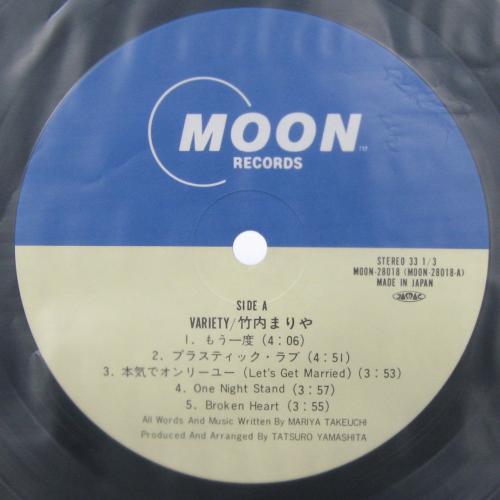 MOON
TM
RECORDS
STEREO 33 1/3
MOON-28018 (MOON-28018-A)
MADE IN JAPAN
JASRAC
SIDE A
VARIETY/竹内まりや
1. もう一度 (4:06)
2. プラスティック・ラブ (4:51)
3. 本気でオンリーユー (Let's Get Married) (3:53)
4. One Night Stand (3:57)
5. Broken Heart (3:55)
All Words And Music Written By MARIYA TAKEUCHI
Produced And Arranged By TATSURO YAMASHITA